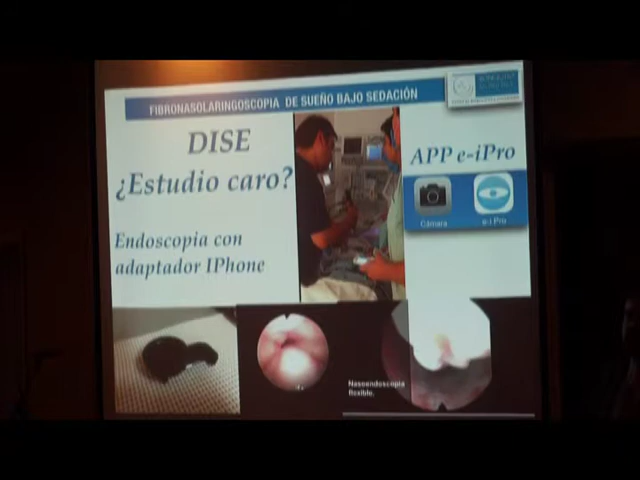 FIBRONASOLARINGOSCOPIA DE SUEÑO BAJO SEDACIÓN
DISE
¿Estudio caro?
Endoscopia con
adaptador IPhone
APP e-iPro
Cámara
e-i Pro
Nasoendoscopia
flexible.